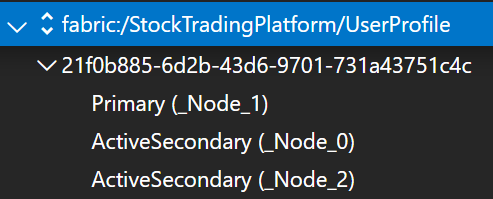 fabric:/StockTradingPlatform/UserProfile
21f0b885-6d2b-43d6-9701-731a43751c4c
Primary (_Node_1)
ActiveSecondary (_Node_0)
ActiveSecondary (_Node_2)